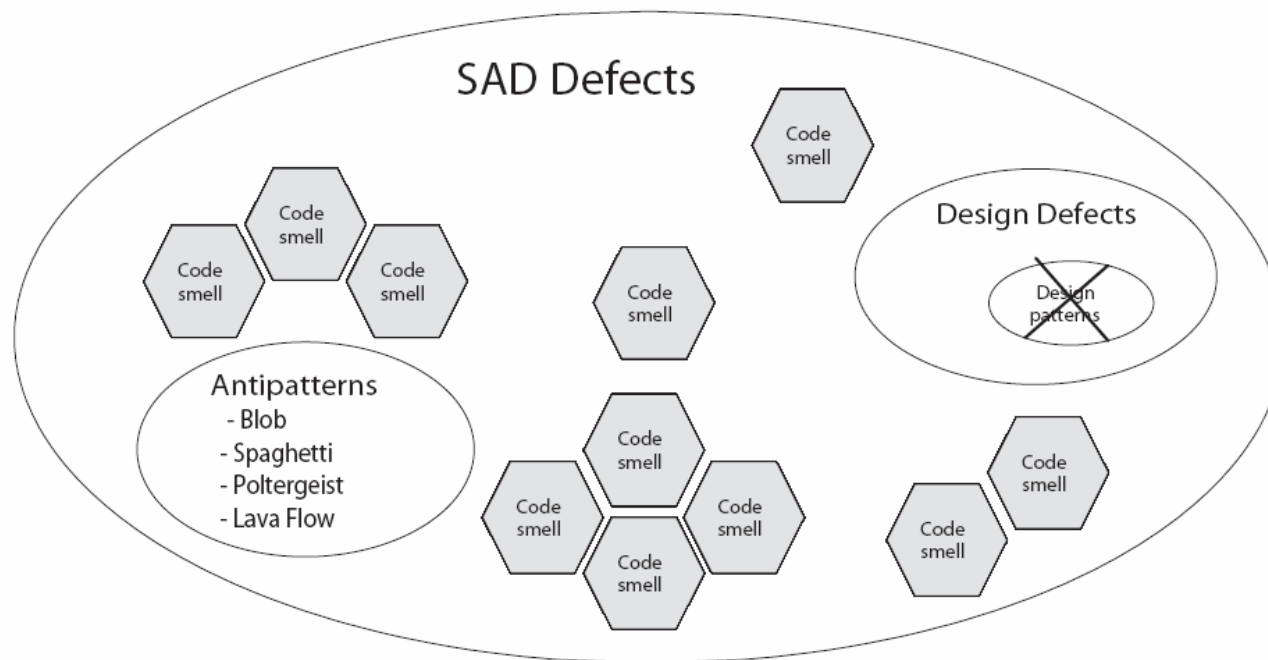 SAD Defects
Code
smell
Code
smell
Code
smell
Code
smell
Design Defects
Design
patterns
Code
smell
Antipatterns
- Blob
- Spaghetti
- Poltergeist
- Lava Flow
Code
smell
Code
smell
Code
smell
Code
smell
Code
smell
Code
smell